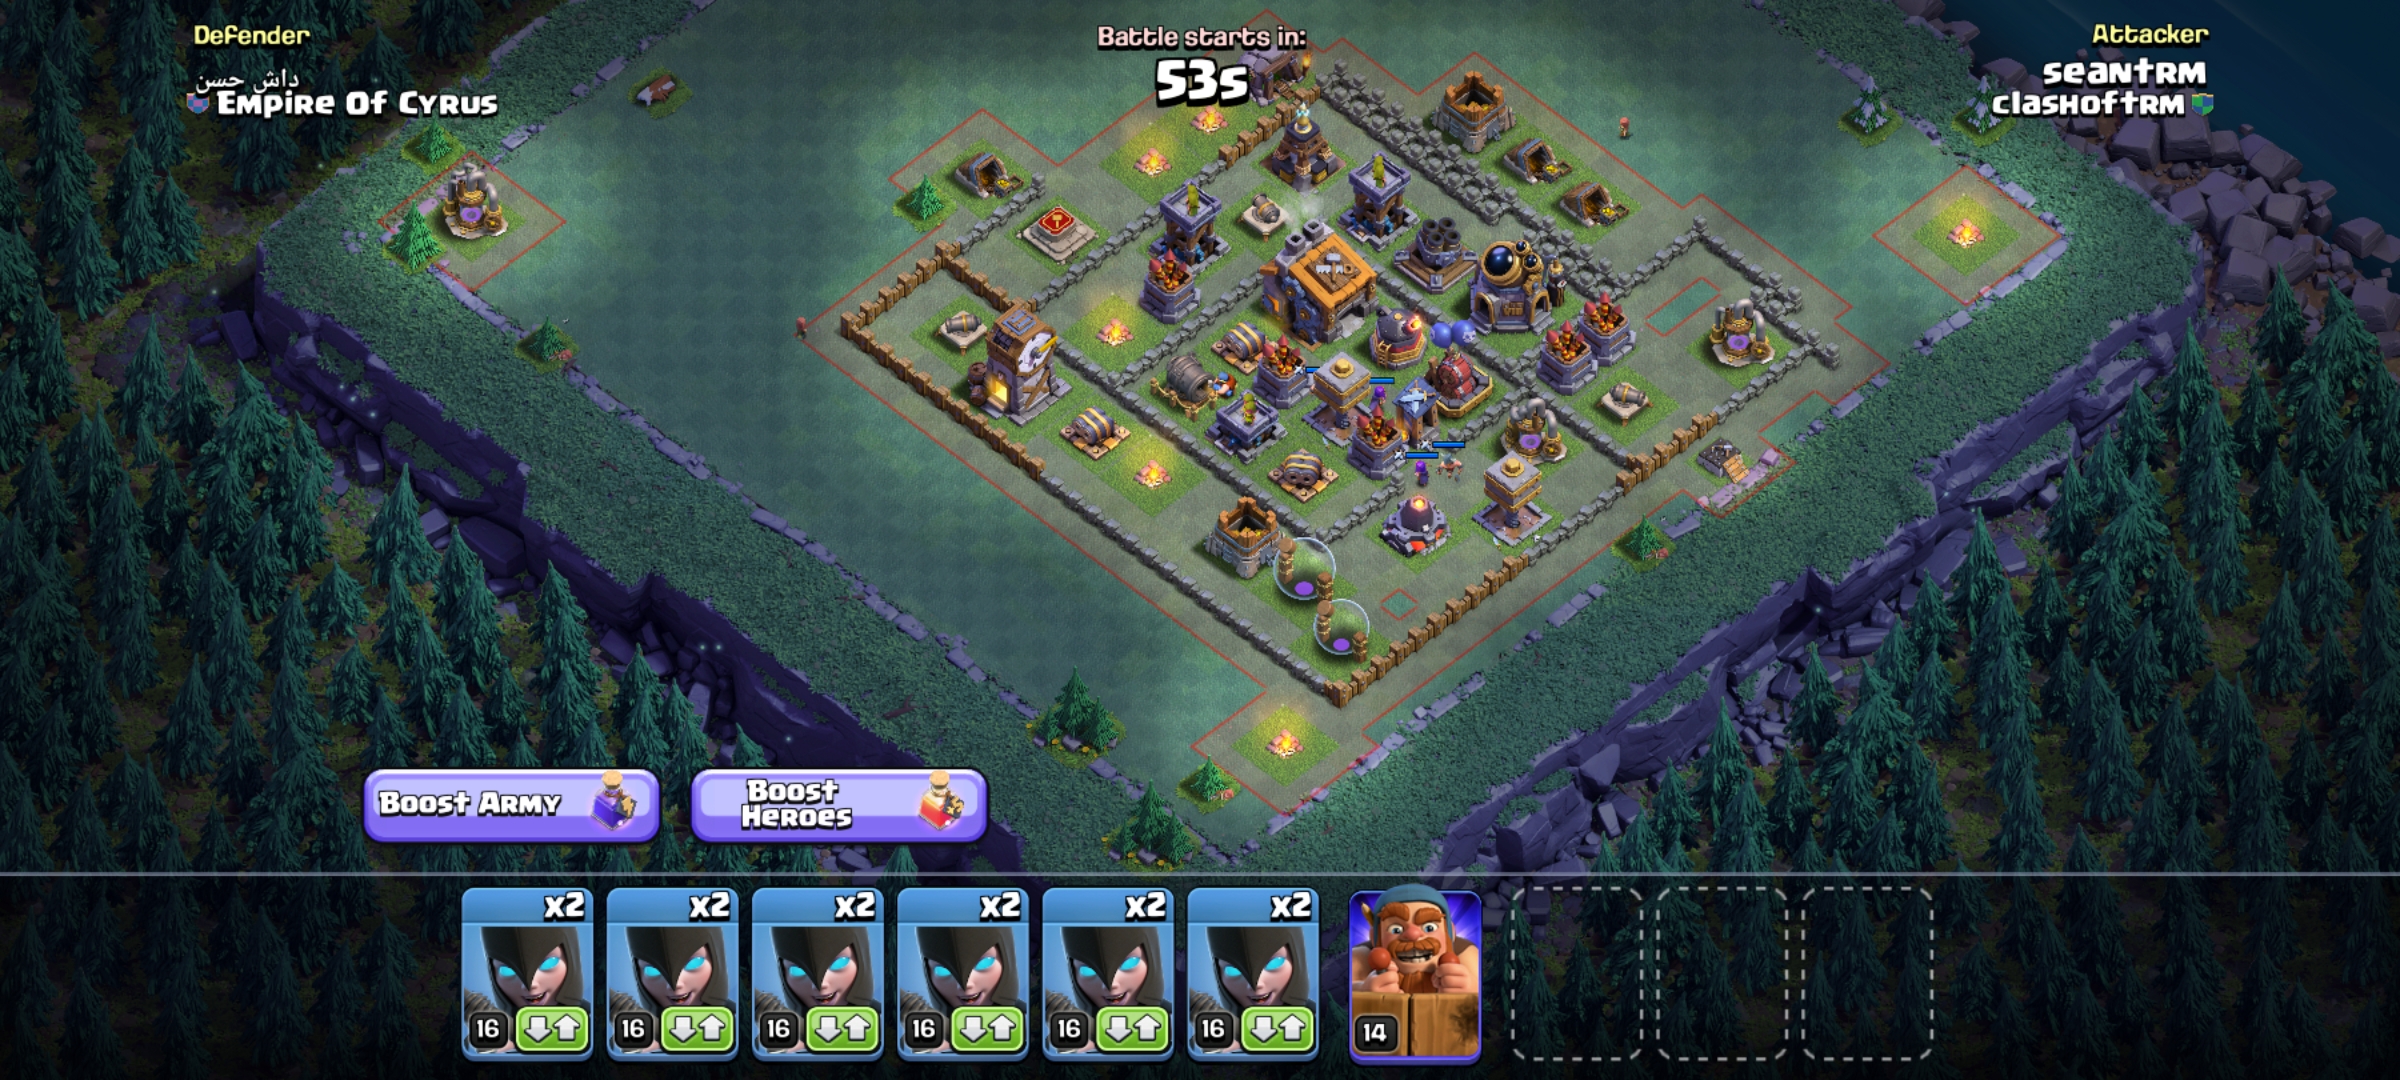 Defender
داش حسن
Empire Of Cyrus
Battle starts in:
53s
Attacker
seantRM
clashoftRM
Boost Army
Boost
Heroes
x2
x2
x2
x2
x2
x2
16
16
16
16
16
16
14